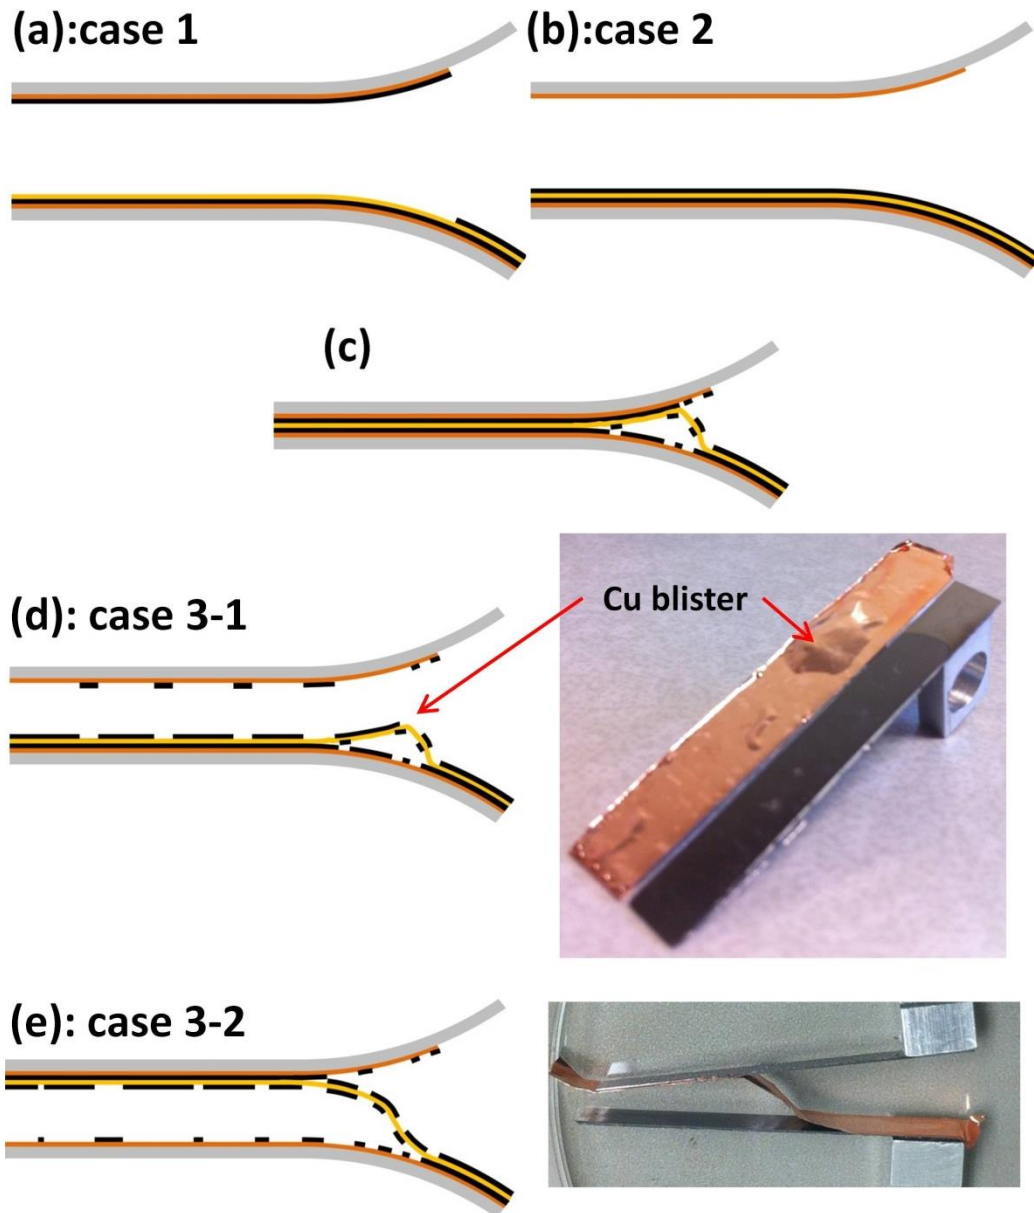 (a):case 1
(b):case 2
(c)
(d): case 3-1
Cu blister
(e): case 3-2